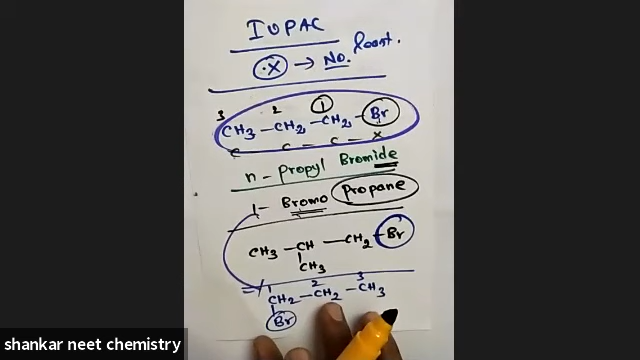 IUPAC
·X → No. least.
3 2 1
CH3 – CH2 – CH2 – Br
C – C – C – X
n - Propyl Bromide
1- Bromo Propane
CH3 – CH – CH2 – Br
CH3
1 2 3
CH2 – CH2 – CH3
Br
shankar neet chemistry